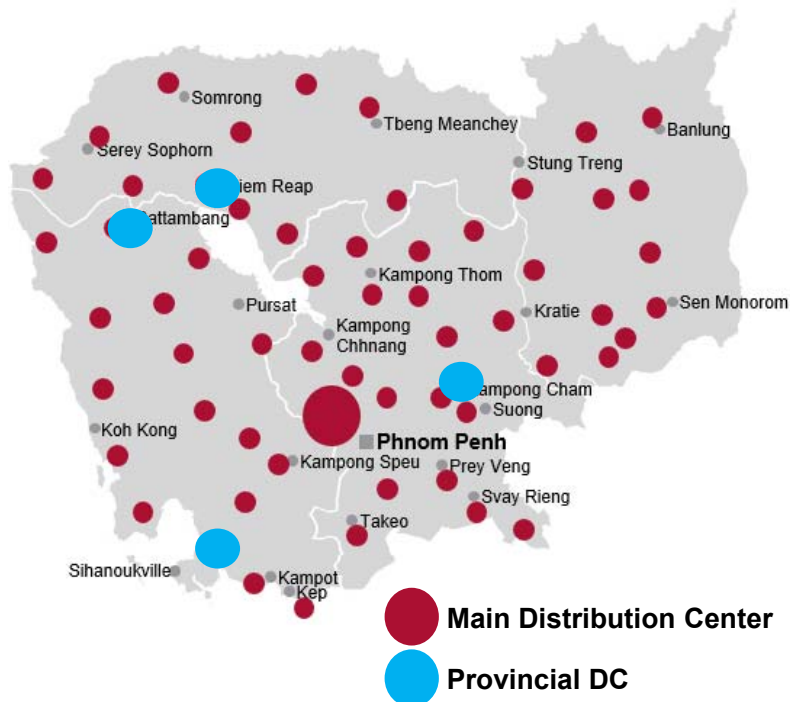 Somrong
Tbeng Meanchey
Banlung
Serey Sophorn
Stung Treng
iem Reap
attambang
Kampong Thom
Pursat
Kratie
Sen Monorom
Kampong
Chhnang
ampong Cham
Suong
Koh Kong
Phnom Penh
Kampong Speu
Prey Veng
Svay Rieng
Takeo
Sihanoukville
Kampot
Kep
Main Distribution Center
Provincial DC